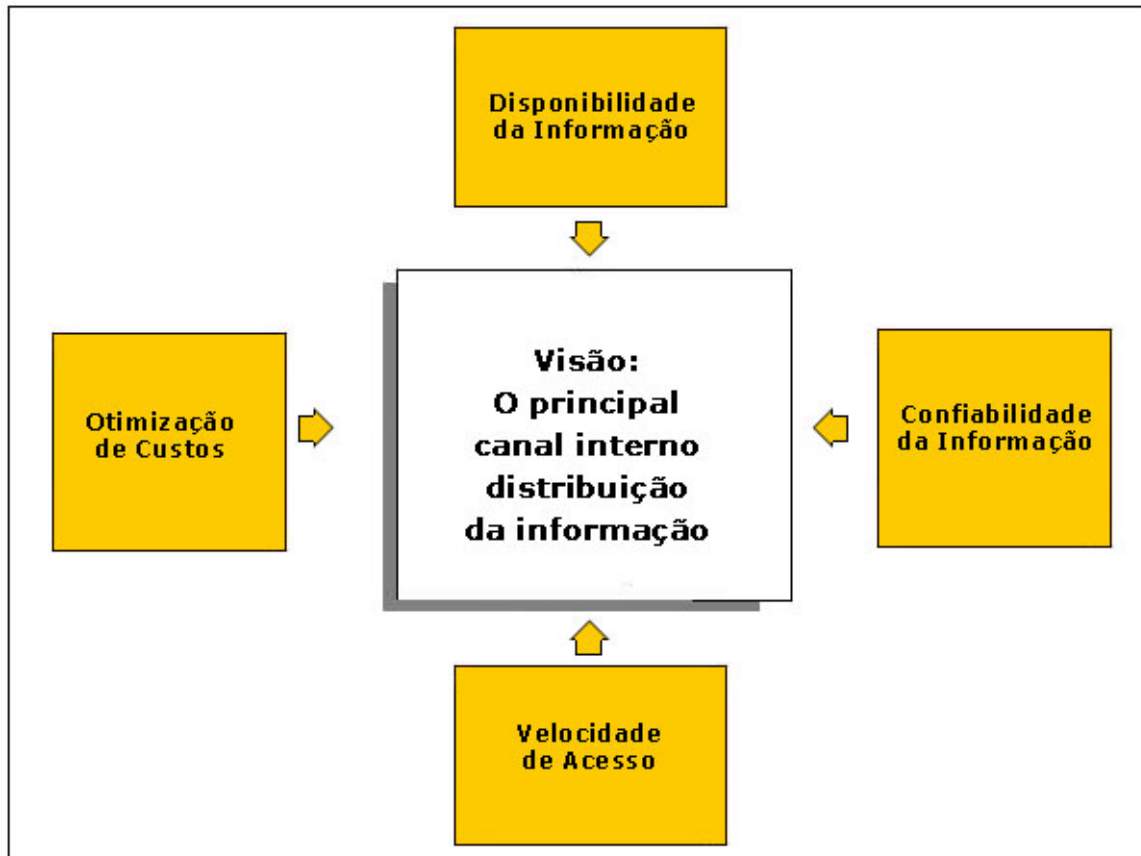 Disponibilidade
da Informação
Otimização
de Custos
Visão:
O principal
canal interno
distribuição
da informação
Confiabilidade
da Informação
Velocidade
de Acesso